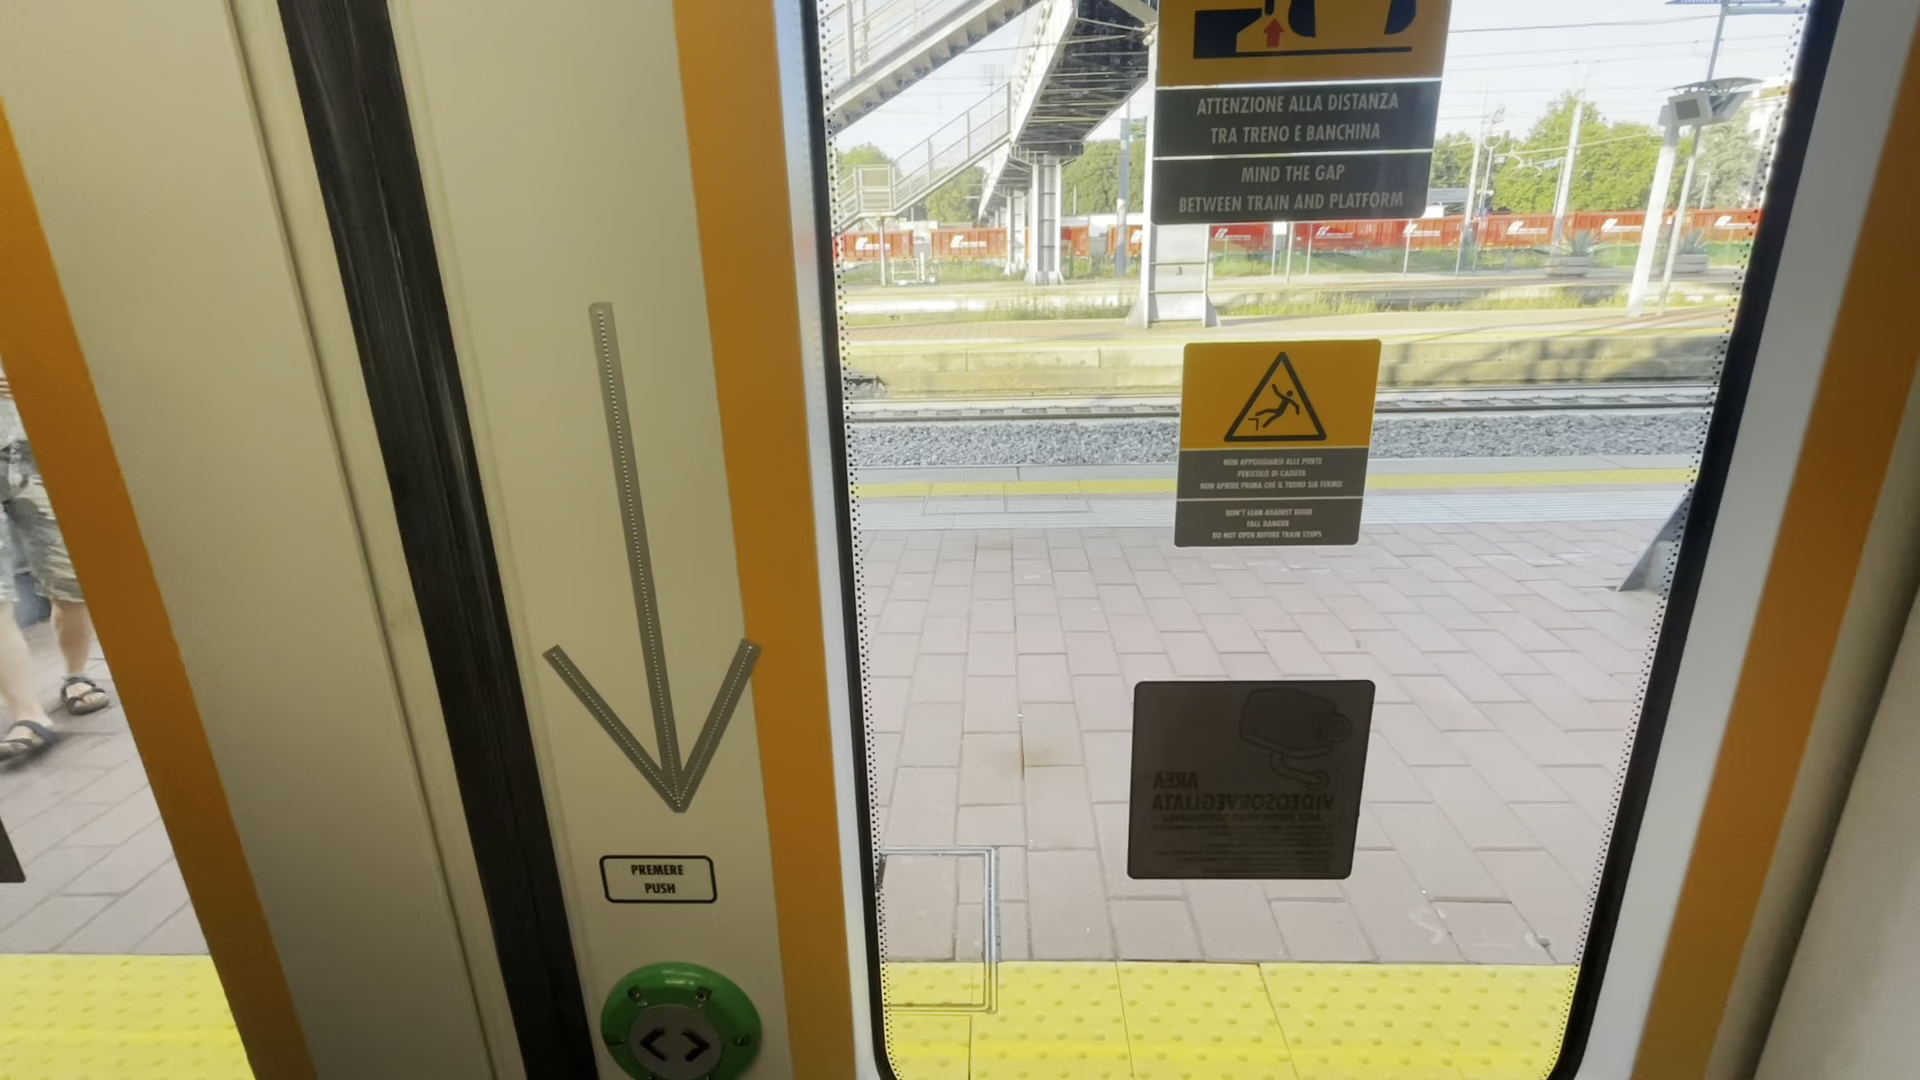 ATTENZIONE ALLA DISTANZA
TRA TRENO E BANCHINA
MIND THE GAP
BETWEEN TRAIN AND PLATFORM
NON APPOGGIARSI ALLE PORTE
PERICOLO DI CADUTA
NON APRIRE PRIMA CHE IL TRENO SIA FERMO
DON'T LEAN AGAINST DOOR
FALL DANGER
DO NOT OPEN BEFORE TRAIN STOPS
AREA
VIDEOSORVEGLIATA
PREMERE
PUSH